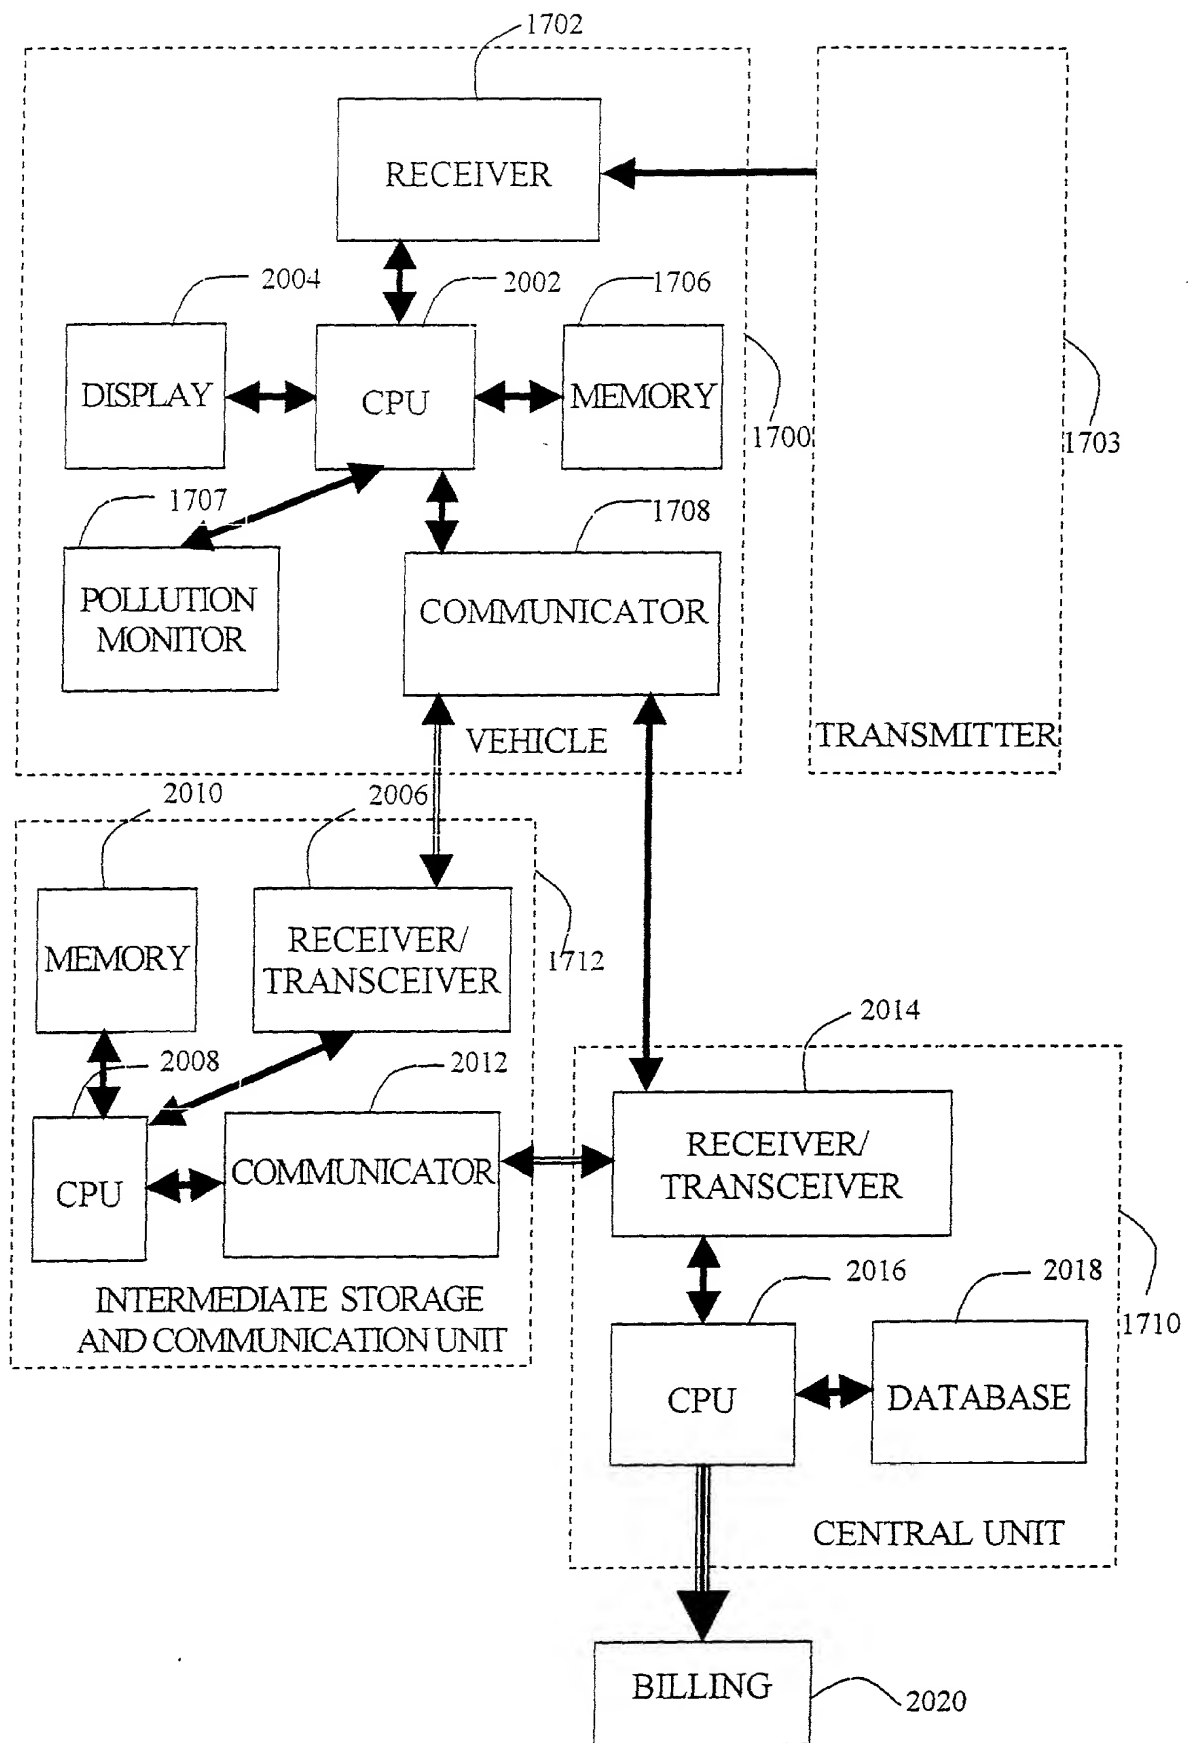 1702
RECEIVER
2004
2002
1706
DISPLAY
CPU
MEMORY
1700
1703
1707
1708
POLLUTION
MONITOR
COMMUNICATOR
VEHICLE
TRANSMITTER
2010
2006
MEMORY
RECEIVER/
TRANSCEIVER
1712
2014
2008
2012
CPU
COMMUNICATOR
RECEIVER/
TRANSCEIVER
INTERMEDIATE STORAGE
AND COMMUNICATION UNIT
2016
2018
1710
CPU
DATABASE
CENTRAL UNIT
BILLING
2020